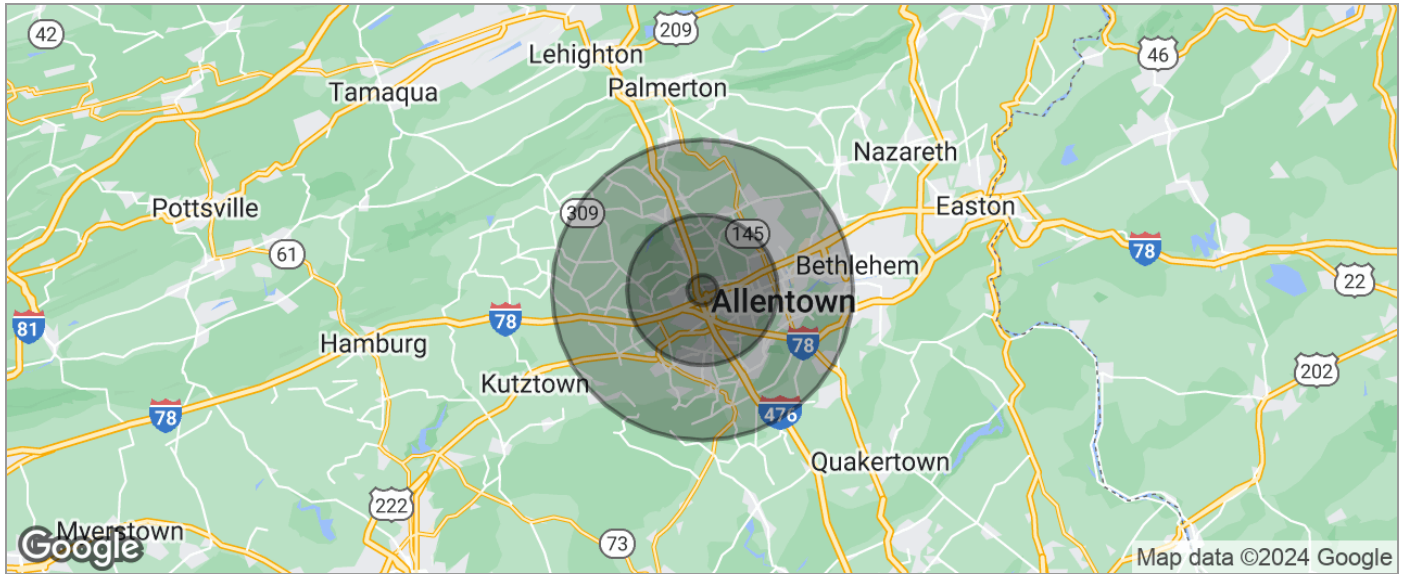 42
209
Lehighton
46
Tamaqua
Palmerton
Nazareth
Pottsville
309
Easton
145
61
78
Bethlehem
22
Allentown
81
78
Hamburg
78
202
Kutztown
78
476
Quakertown
222
Myerstown
73
Google
Map data ©2024 Google